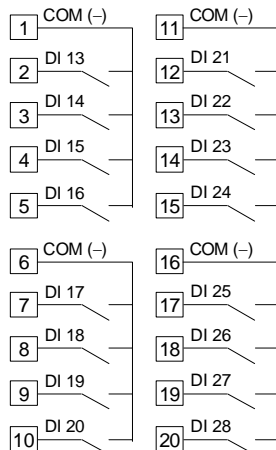 1 COM (–)
2 DI 13
3 DI 14
4 DI 15
5 DI 16
6 COM (–)
7 DI 17
8 DI 18
9 DI 19
10 DI 20
11 COM (–)
12 DI 21
13 DI 22
14 DI 23
15 DI 24
16 COM (–)
17 DI 25
18 DI 26
19 DI 27
20 DI 28